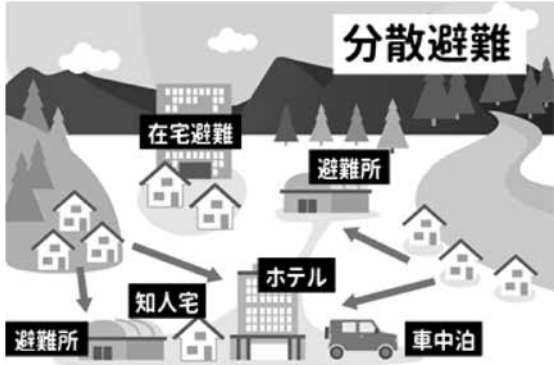 分散避難
在宅避難
避難所
ホテル
知人宅
避難所
車中泊